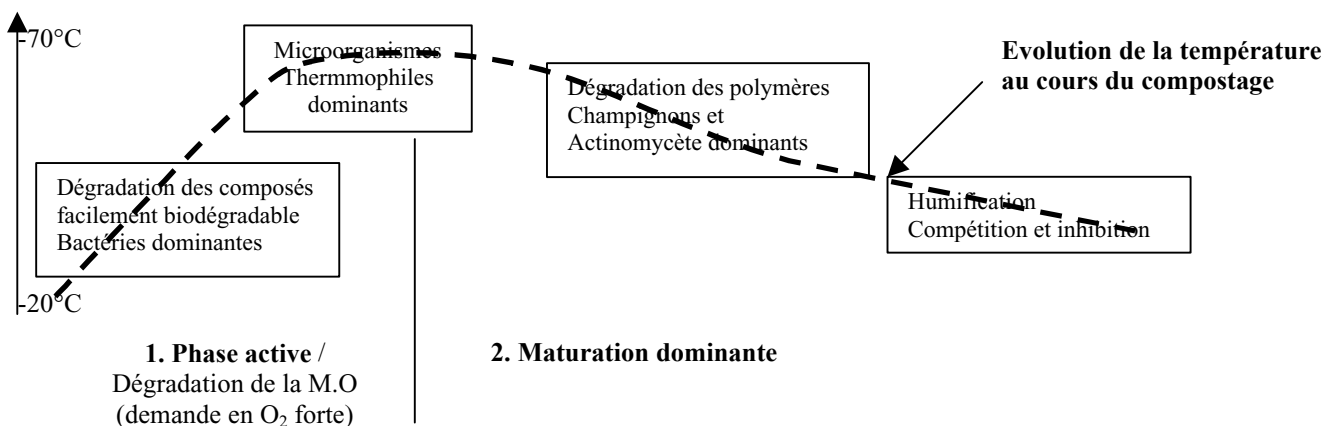 -70°C
Microorganismes
Thermmophiles
dominants
Evolution de la température
au cours du compostage
Dégradation des polymères
Champignons et
Actinomycète dominants
Dégradation des composés
facilement biodégradable
Bactéries dominantes
Humification
Compétition et inhibition
-20°C
1. Phase active /
Dégradation de la M.O
(demande en O₂ forte)
2. Maturation dominante